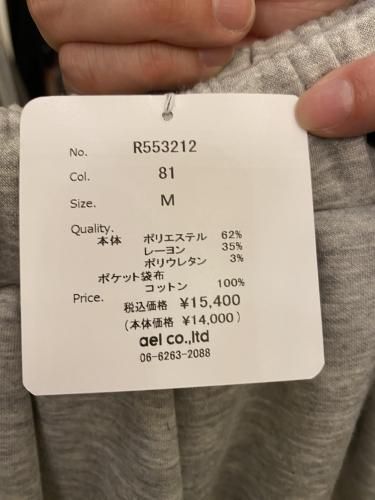 No. R553212
Col. 81
Size. M
Quality.
本体 ポリエステル 62%
レーヨン 35%
ポリウレタン 3%
ポケット袋布
コットン 100%
Price.
税込価格 ¥15,400
(本体価格 ¥14,000)
ael co.,ltd
06-6263-2088